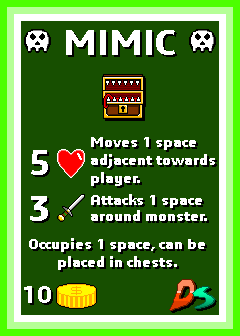 MIMIC
5
Moves 1 space
adjacent towards
player.
3
Attacks 1 space
around monster.
Occupies 1 space, can be
placed in chests.
10
DS